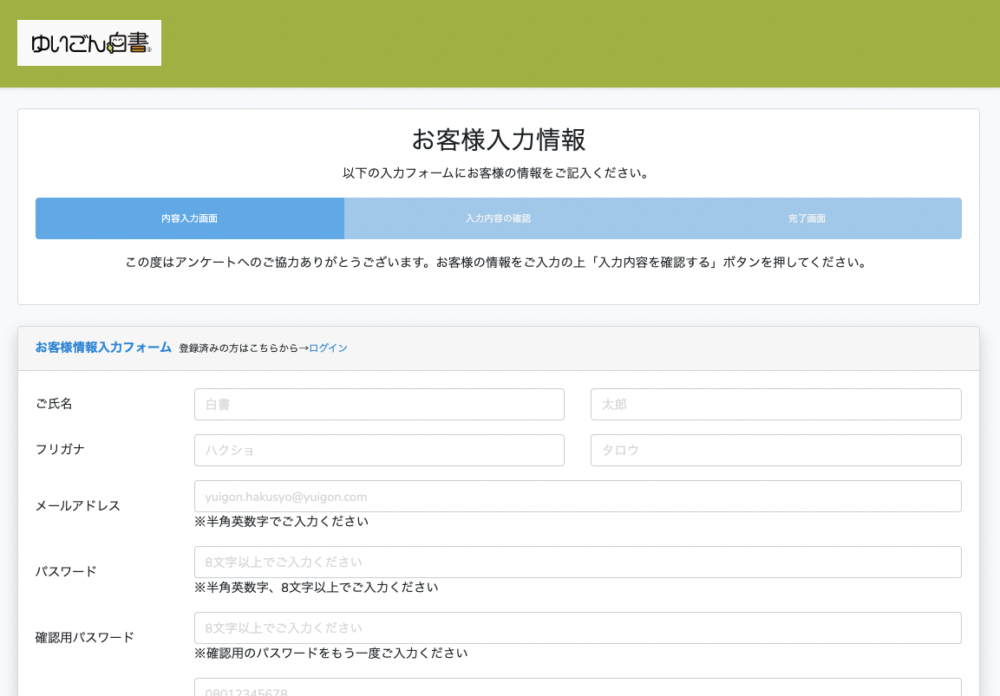 ゆいごん白書®
お客様入力情報
以下の入力フォームにお客様の情報をご記入ください。
内容入力画面 入力内容の確認 完了画面
この度はアンケートへのご協力ありがとうございます。お客様の情報をご入力の上「入力内容を確認する」ボタンを押してください。
お客様情報入力フォーム 登録済みの方はこちらから→ログイン
ご氏名 白書 太郎
フリガナ ハクショ タロウ
メールアドレス yuigon.hakusyo@yuigon.com
※半角英数字でご入力ください
パスワード 8文字以上でご入力ください
※半角英数字、8文字以上でご入力ください
確認用パスワード 8文字以上でご入力ください
※確認用のパスワードをもう一度ご入力ください
08012345678